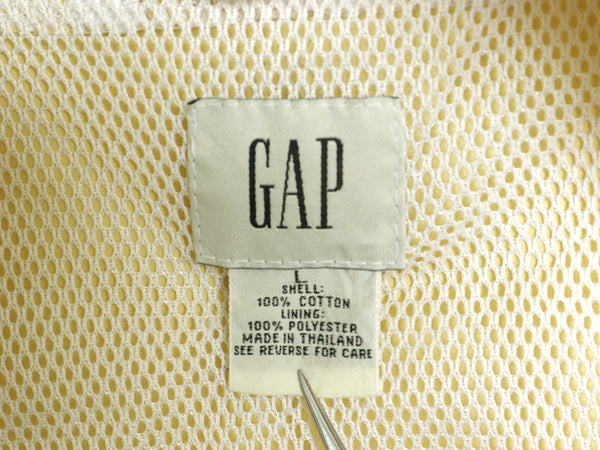 GAP
L
SHELL:
100% COTTON
LINING:
100% POLYESTER
MADE IN THAILAND
SEE REVERSE FOR CARE